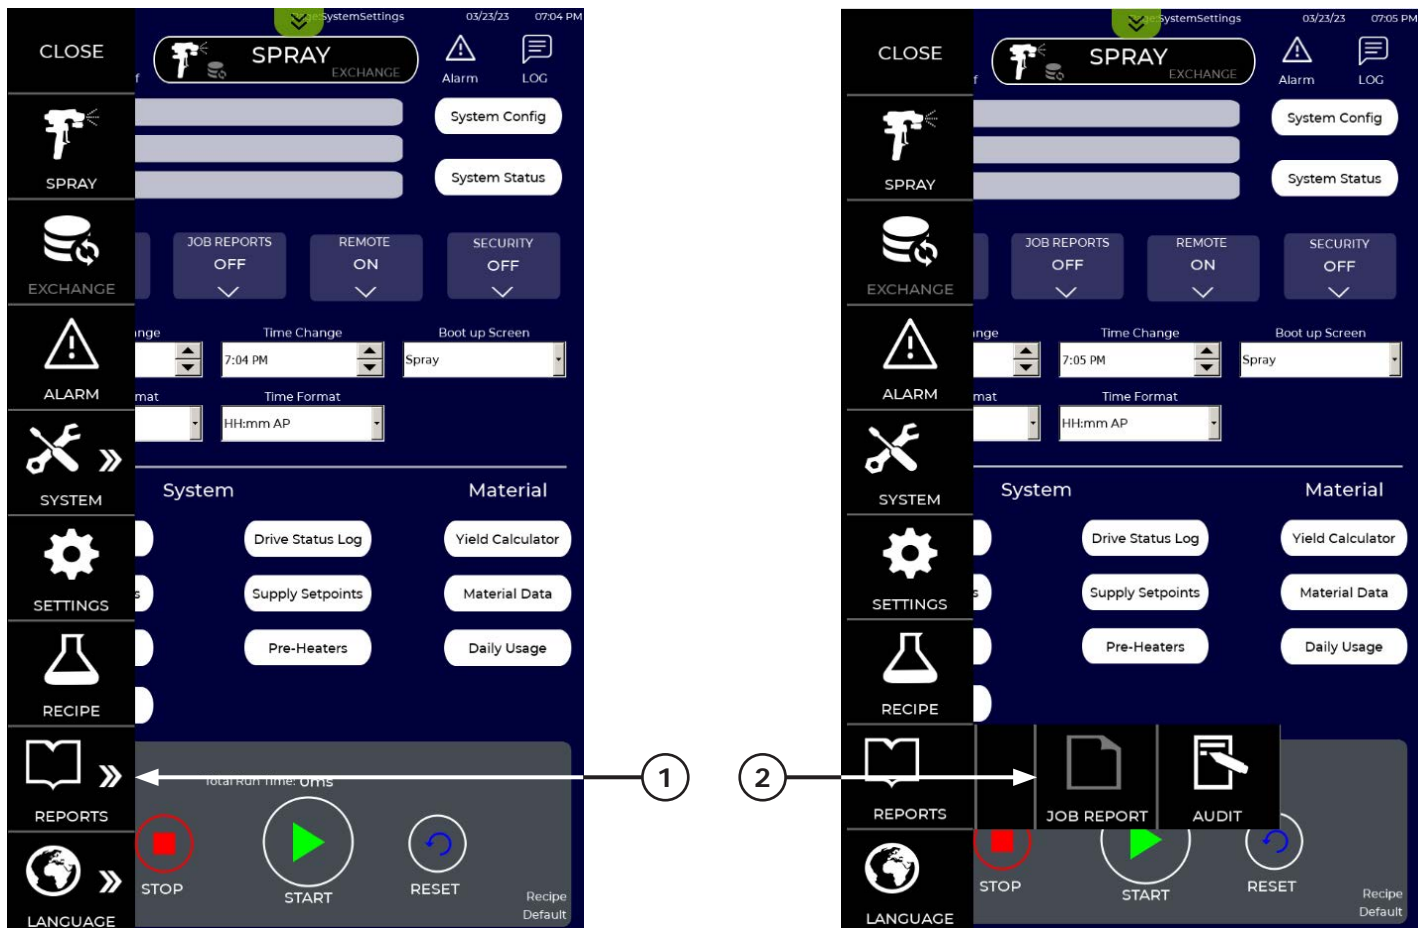 Page:SystemSettings 03/23/23 07:04 PM
CLOSE
SPRAY
EXCHANGE
Alarm LOG
System Config
SPRAY
System Status
EXCHANGE
JOB REPORTS REMOTE SECURITY
OFF ON OFF
Time Change Boot up Screen
7:04 PM Spray
ALARM
Time Format
HH:mm AP
SYSTEM
System Material
Drive Status Log Yield Calculator
SETTINGS
Supply Setpoints Material Data
Pre-Heaters Daily Usage
RECIPE
Total Run Time: 0ms
REPORTS
STOP START RESET
LANGUAGE
Recipe
Default
1
SystemSettings 03/23/23 07:05 PM
CLOSE
SPRAY
EXCHANGE
Alarm LOG
System Config
SPRAY
System Status
EXCHANGE
JOB REPORTS REMOTE SECURITY
OFF ON OFF
Time Change Boot up Screen
7:05 PM Spray
ALARM
Time Format
HH:mm AP
SYSTEM
System Material
Drive Status Log Yield Calculator
SETTINGS
Supply Setpoints Material Data
Pre-Heaters Daily Usage
RECIPE
2
REPORTS JOB REPORT AUDIT
STOP START RESET
LANGUAGE
Recipe
Default